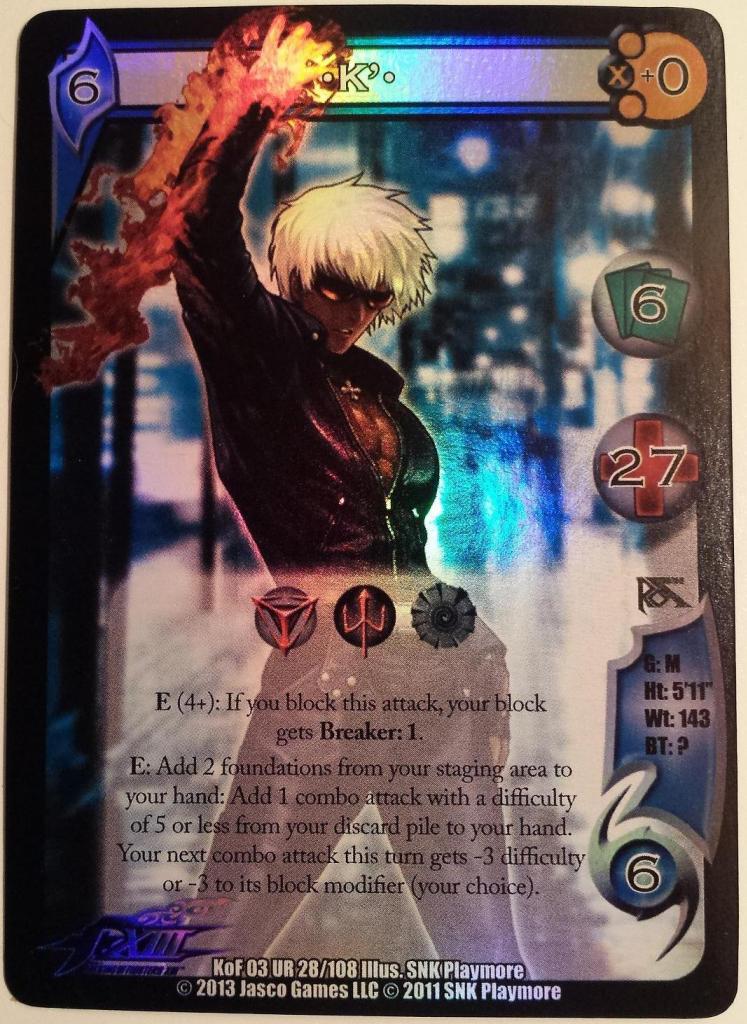 6
·K'·
X +0
6
27
G: M
Ht: 5'11"
Wt: 143
BT: ?
E (4+): If you block this attack, your block
gets Breaker: 1.
E: Add 2 foundations from your staging area to
your hand: Add 1 combo attack with a difficulty
of 5 or less from your discard pile to your hand.
Your next combo attack this turn gets -3 difficulty
or -3 to its block modifier (your choice).
6
XIII
KoF 03 UR 28/108 Illus. SNK Playmore
© 2013 Jasco Games LLC © 2011 SNK Playmore